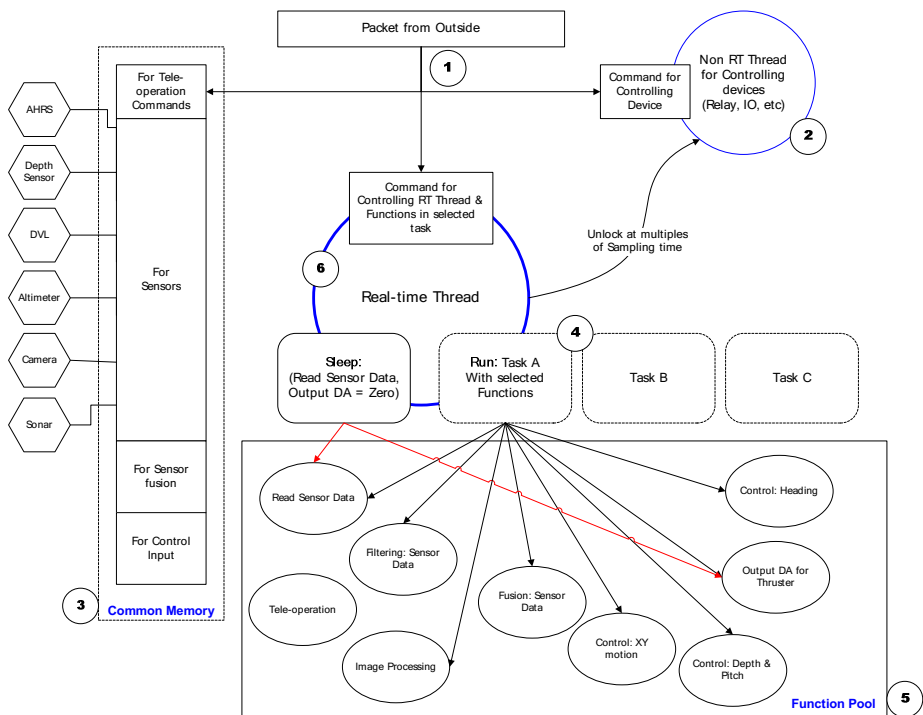 Packet from Outside
1
For Tele-
operation
Commands
Command for
Controlling
Device
Non RT Thread
for Controlling
devices
(Relay, IO, etc)
2
AHRS
Depth
Sensor
DVL
Altimeter
Camera
Sonar
For
Sensors
For Sensor
fusion
For Control
Input
3
Common Memory
Command for
Controlling RT Thread &
Functions in selected
task
Unlock at multiples
of Sampling time
6
Real-time Thread
4
Sleep:
(Read Sensor Data,
Output DA = Zero)
Run: Task A
With selected
Functions
Task B
Task C
Read Sensor Data
Filtering: Sensor
Data
Tele-operation
Image Processing
Fusion: Sensor
Data
Control: XY
motion
Control: Depth &
Pitch
Control: Heading
Output DA for
Thruster
Function Pool
5